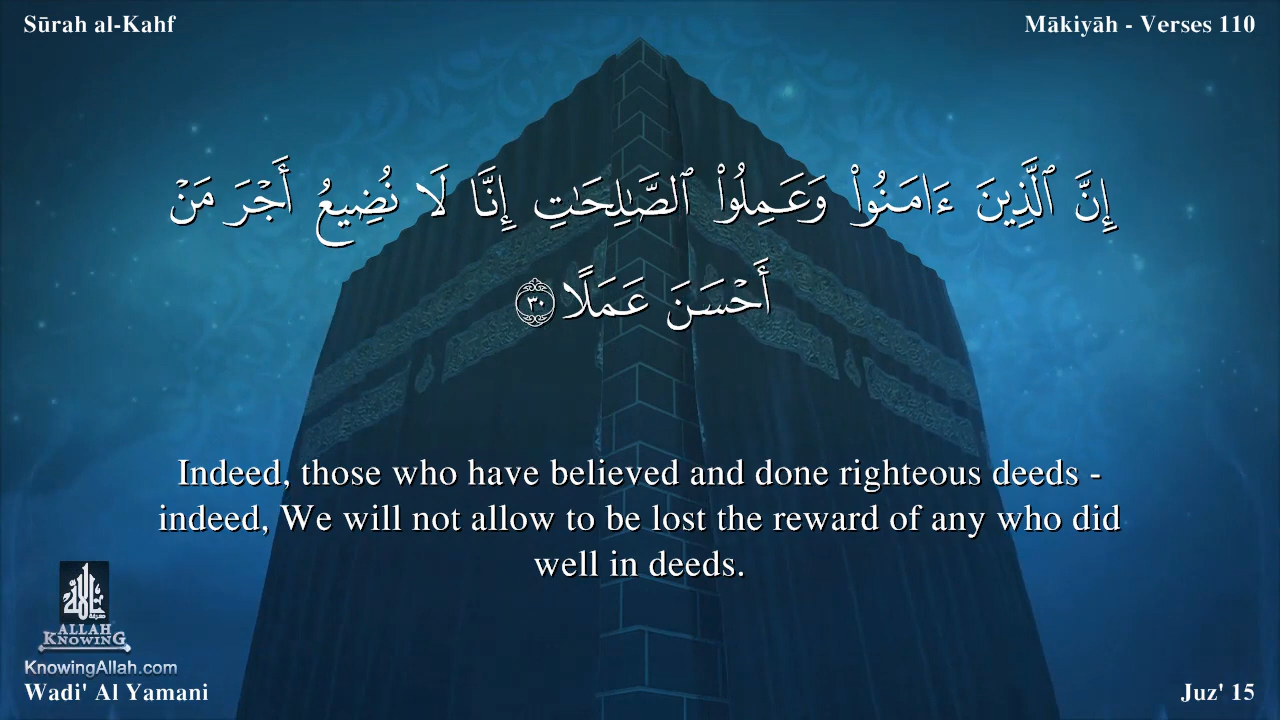 Sūrah al-Kahf
Mākiyāh - Verses 110
إِنَّ ٱلَّذِينَ ءَامَنُوا۟ وَعَمِلُوا۟ ٱلصَّـٰلِحَـٰتِ إِنَّا لَا نُضِيعُ أَجْرَ مَنْ
أَحْسَنَ عَمَلًا ٣٠
Indeed, those who have believed and done righteous deeds -
indeed, We will not allow to be lost the reward of any who did
well in deeds.
ALLAH
KNOWING
KnowingAllah.com
Wadi' Al Yamani
Juz' 15